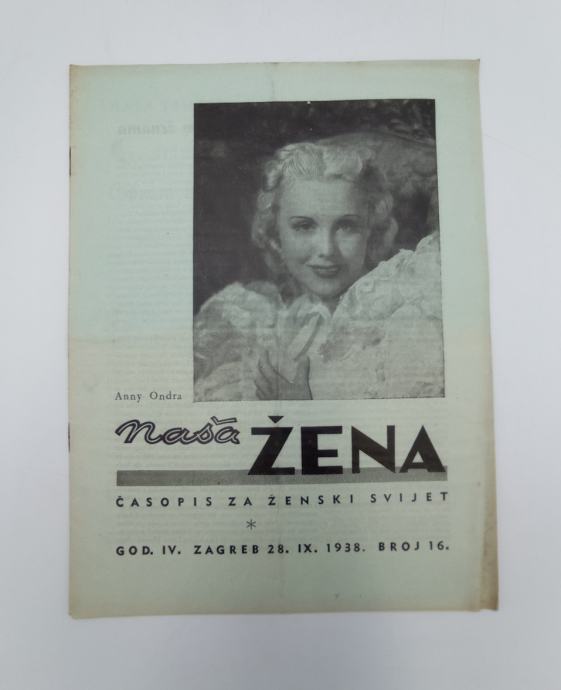 Anny Ondra
naša ŽENA
ČASOPIS ZA ŽENSKI SVIJET
*
GOD. IV. ZAGREB 28. IX. 1938. BROJ 16.